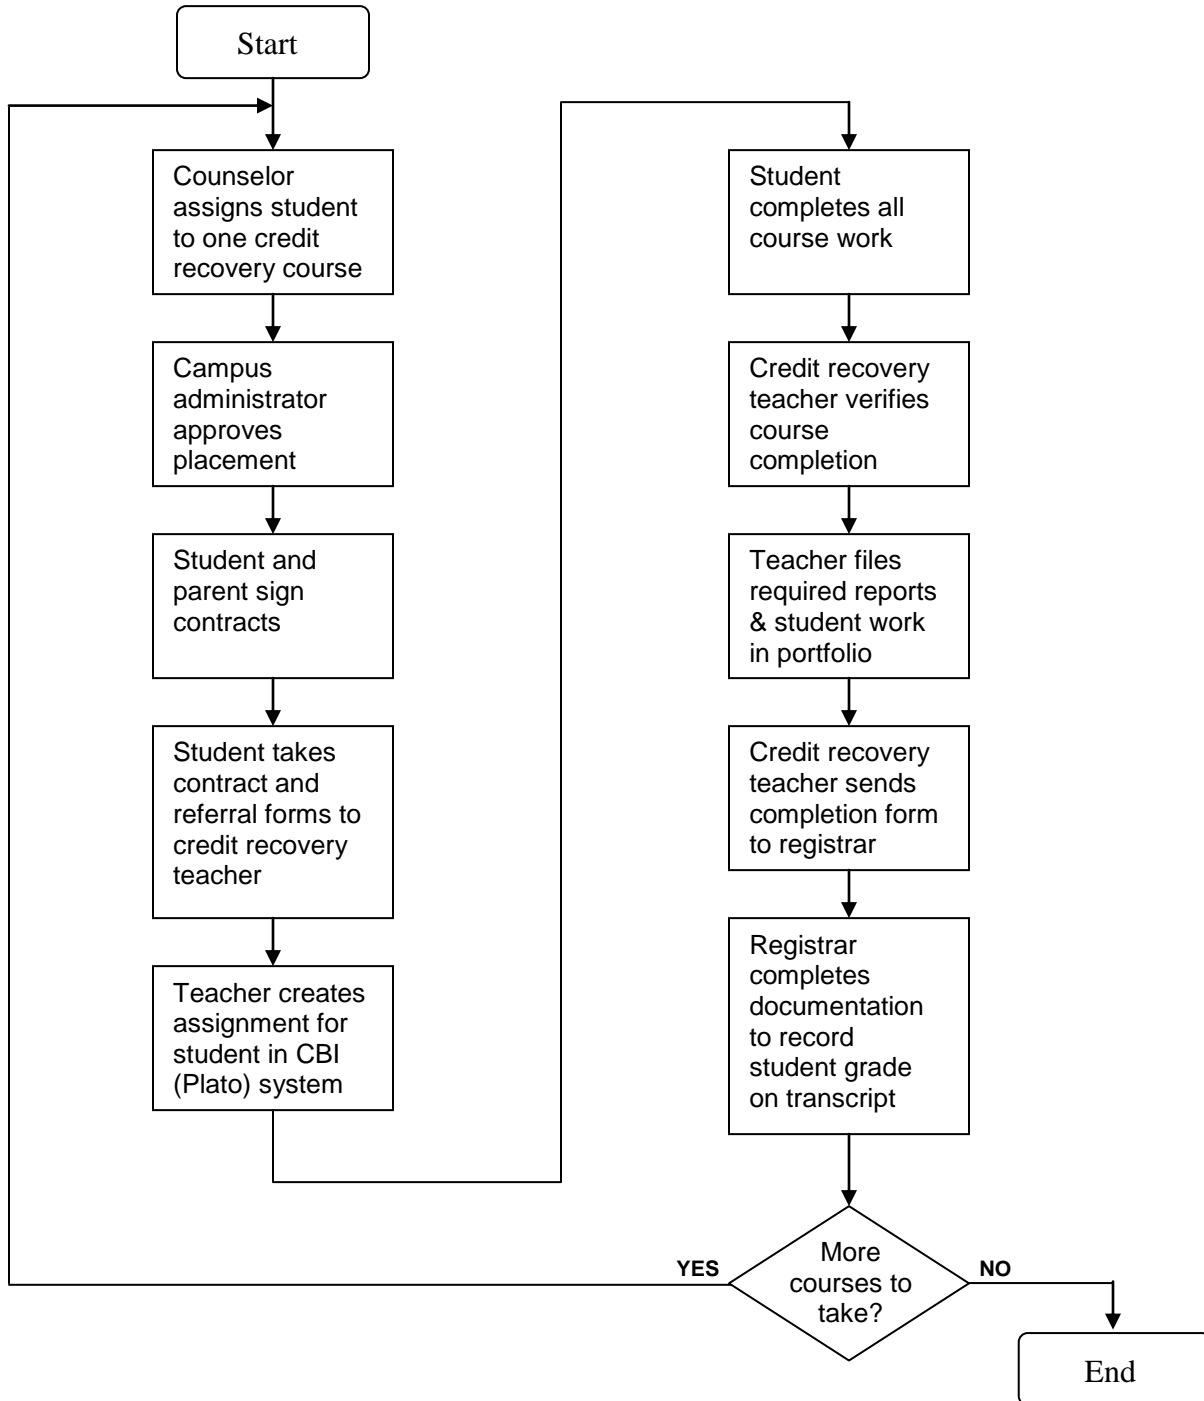 Start
Counselor
assigns student
to one credit
recovery course
Campus
administrator
approves
placement
Student and
parent sign
contracts
Student takes
contract and
referral forms to
credit recovery
teacher
Teacher creates
assignment for
student in CBI
(Plato) system
Student
completes all
course work
Credit recovery
teacher verifies
course
completion
Teacher files
required reports
& student work
in portfolio
Credit recovery
teacher sends
completion form
to registrar
Registrar
completes
documentation
to record
student grade
on transcript
More
courses to
take?
YES
NO
End